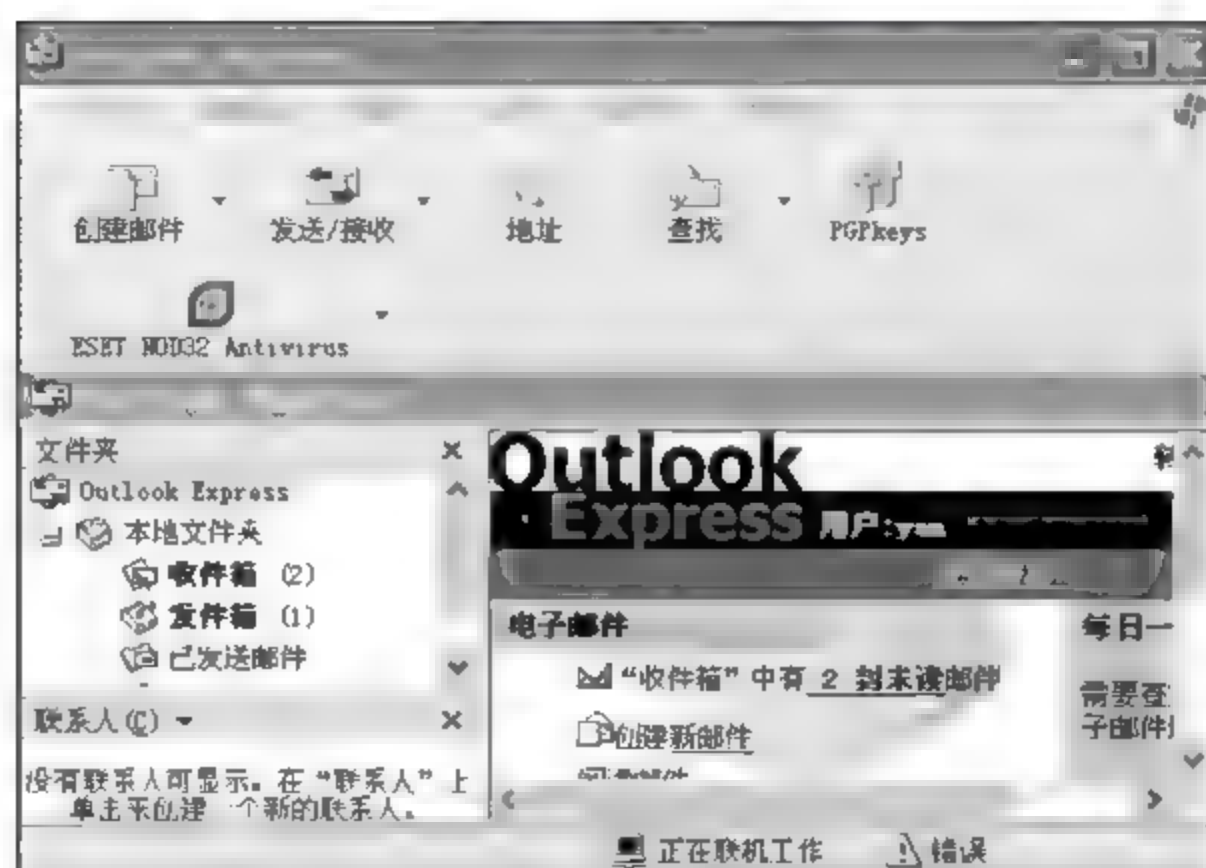 创建邮件 发送/接收 地址 查找 PGPkeys
ESET NOD32 Antivirus
文件夹
Outlook Express
本地文件夹
收件箱 (2)
发件箱 (1)
已发送邮件
联系人(C)
没有联系人可显示。在“联系人”上
单击来创建一个新的联系人。
Outlook
Express 用户:yan
电子邮件
“收件箱”中有 2 封未读邮件
创建新邮件
每日一
需要查
子邮件
正在联机工作 错误